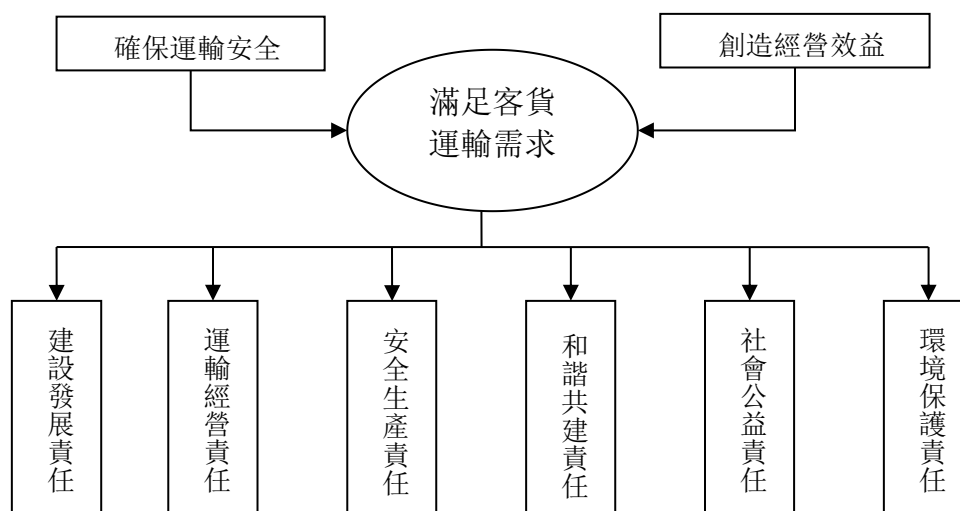 確保運輸安全
創造經營效益
滿足客貨
運輸需求
建設發展責任
運輸經營責任
安全生產責任
和諧共建責任
社會公益責任
環境保護責任